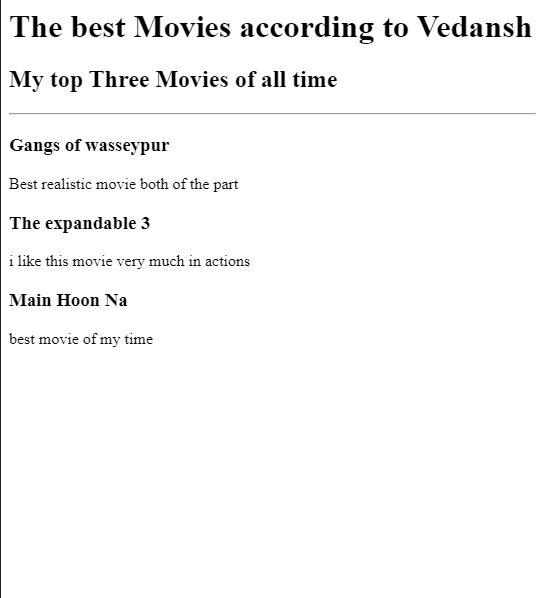 The best Movies according to Vedansh
My top Three Movies of all time
Gangs of wasseypur
Best realistic movie both of the part
The expandable 3
i like this movie very much in actions
Main Hoon Na
best movie of my time